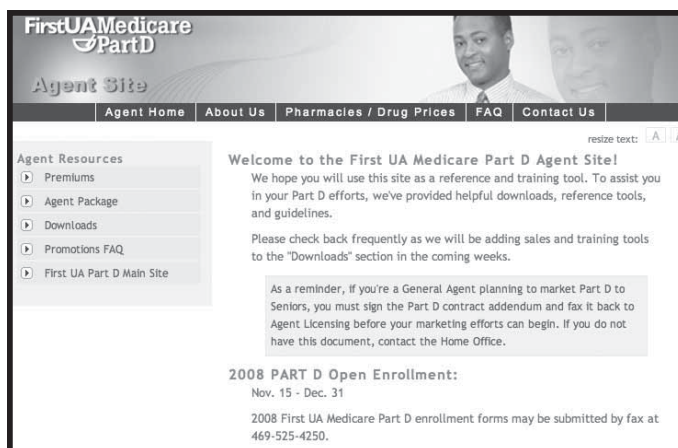 FirstUAMedicare
PartD
Agent Site
Agent Home About Us Pharmacies / Drug Prices FAQ Contact Us
resize text: A
Agent Resources
Premiums
Agent Package
Downloads
Promotions FAQ
First UA Part D Main Site
Welcome to the First UA Medicare Part D Agent Site!
We hope you will use this site as a reference and training tool. To assist you
in your Part D efforts, we've provided helpful downloads, reference tools,
and guidelines.
Please check back frequently as we will be adding sales and training tools
to the "Downloads" section in the coming weeks.
As a reminder, if you're a General Agent planning to market Part D to
Seniors, you must sign the Part D contract addendum and fax it back to
Agent Licensing before your marketing efforts can begin. If you do not
have this document, contact the Home Office.
2008 PART D Open Enrollment:
Nov. 15 - Dec. 31
2008 First UA Medicare Part D enrollment forms may be submitted by fax at
469-525-4250.